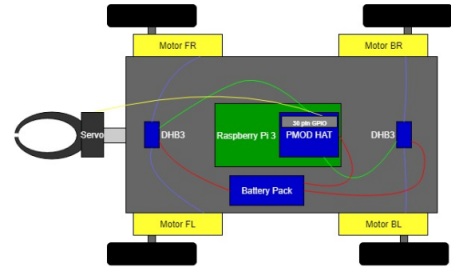 Motor FR
Motor BR
30 pin GPIO
Servo
DHB3
Raspberry Pi 3
PMOD HAT
DHB3
Battery Pack
Motor FL
Motor BL